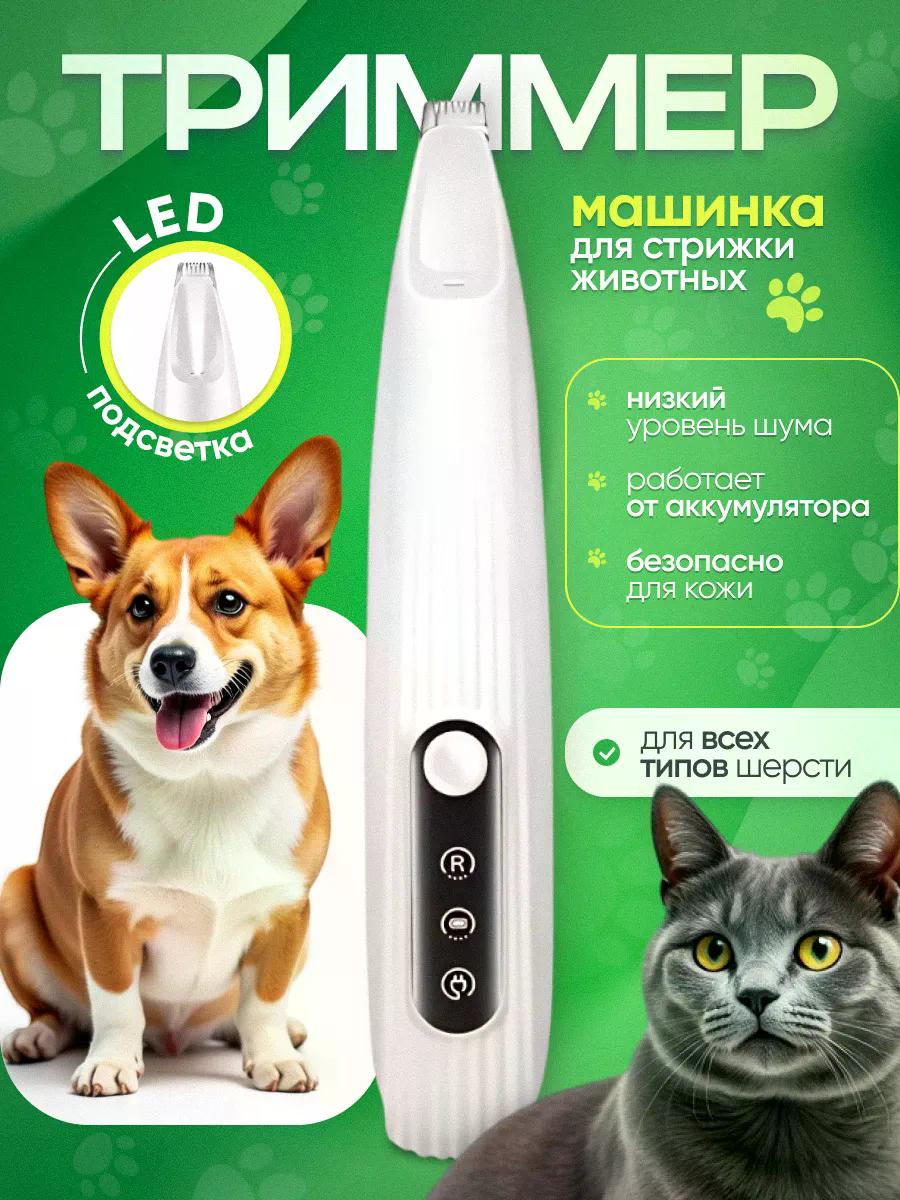 ТРИММЕР
LED
подсветка
машинка
для стрижки
животных
низкий
уровень шума
работает
от аккумулятора
безопасно
для кожи
для всех
типов шерсти
R